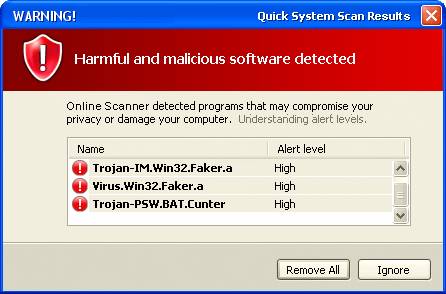 WARNING! Quick System Scan Results
Harmful and malicious software detected
Online Scanner detected programs that may compromise your
privacy or damage your computer. Understanding alert levels.
Name Alert level
Trojan-IM.Win32.Faker.a High
Virus.Win32.Faker.a High
Trojan-PSW.BAT.Cunter High
Remove All Ignore